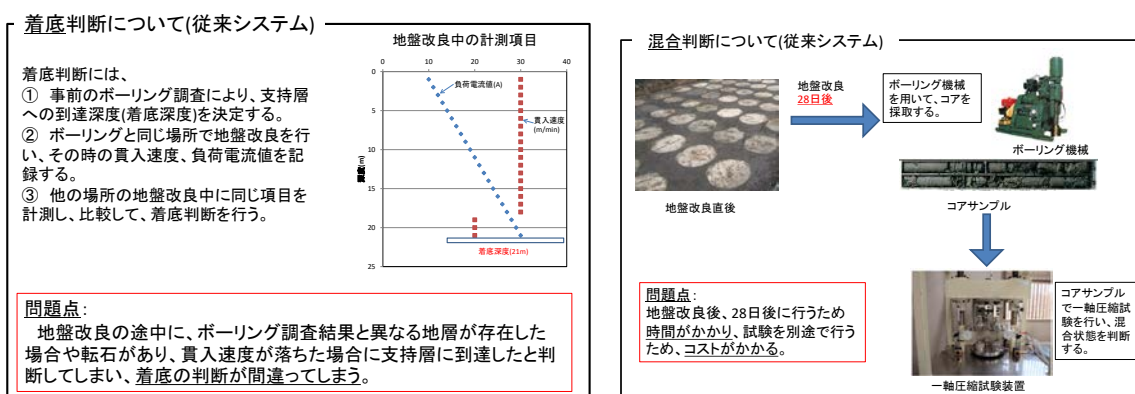 着底判断について(従来システム)
着底判断には、
① 事前のボーリング調査により、支持層
への到達深度(着底深度)を決定する。
② ボーリングと同じ場所で地盤改良を行
い、その時の貫入速度、負荷電流値を記
録する。
③ 他の場所の地盤改良中に同じ項目を
計測し、比較して、着底判断を行う。
地盤改良中の計測項目
0 10 20 30 40
0
5
10
15
20
25
深度(m)
負荷電流値(A)
貫入速度
(m/min)
着底深度(21m)
問題点:
地盤改良の途中に、ボーリング調査結果と異なる地層が存在した
場合や転石があり、貫入速度が落ちた場合に支持層に到達したと判
断してしまい、着底の判断が間違ってしまう。
混合判断について(従来システム)
地盤改良直後
地盤改良
28日後
ボーリング機械
を用いて、コアを
採取する。
ボーリング機械
コアサンプル
問題点:
地盤改良後、28日後に行うため
時間がかかり、試験を別途で行う
ため、コストがかかる。
コアサンプル
で一軸圧縮試
験を行い、混
合状態を判断
する。
一軸圧縮試験装置